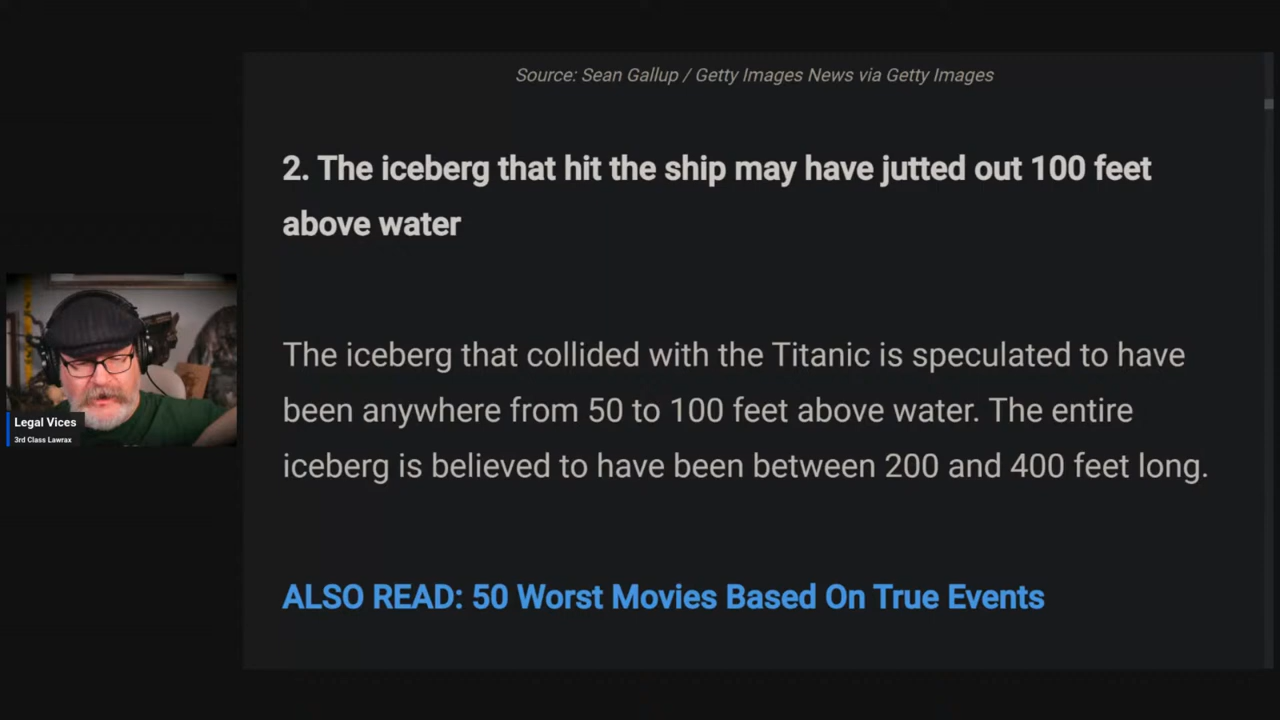 Source: Sean Gallup / Getty Images News via Getty Images
2. The iceberg that hit the ship may have jutted out 100 feet
above water
The iceberg that collided with the Titanic is speculated to have
been anywhere from 50 to 100 feet above water. The entire
iceberg is believed to have been between 200 and 400 feet long.
ALSO READ: 50 Worst Movies Based On True Events
Legal Vices
3rd Class Lawrax